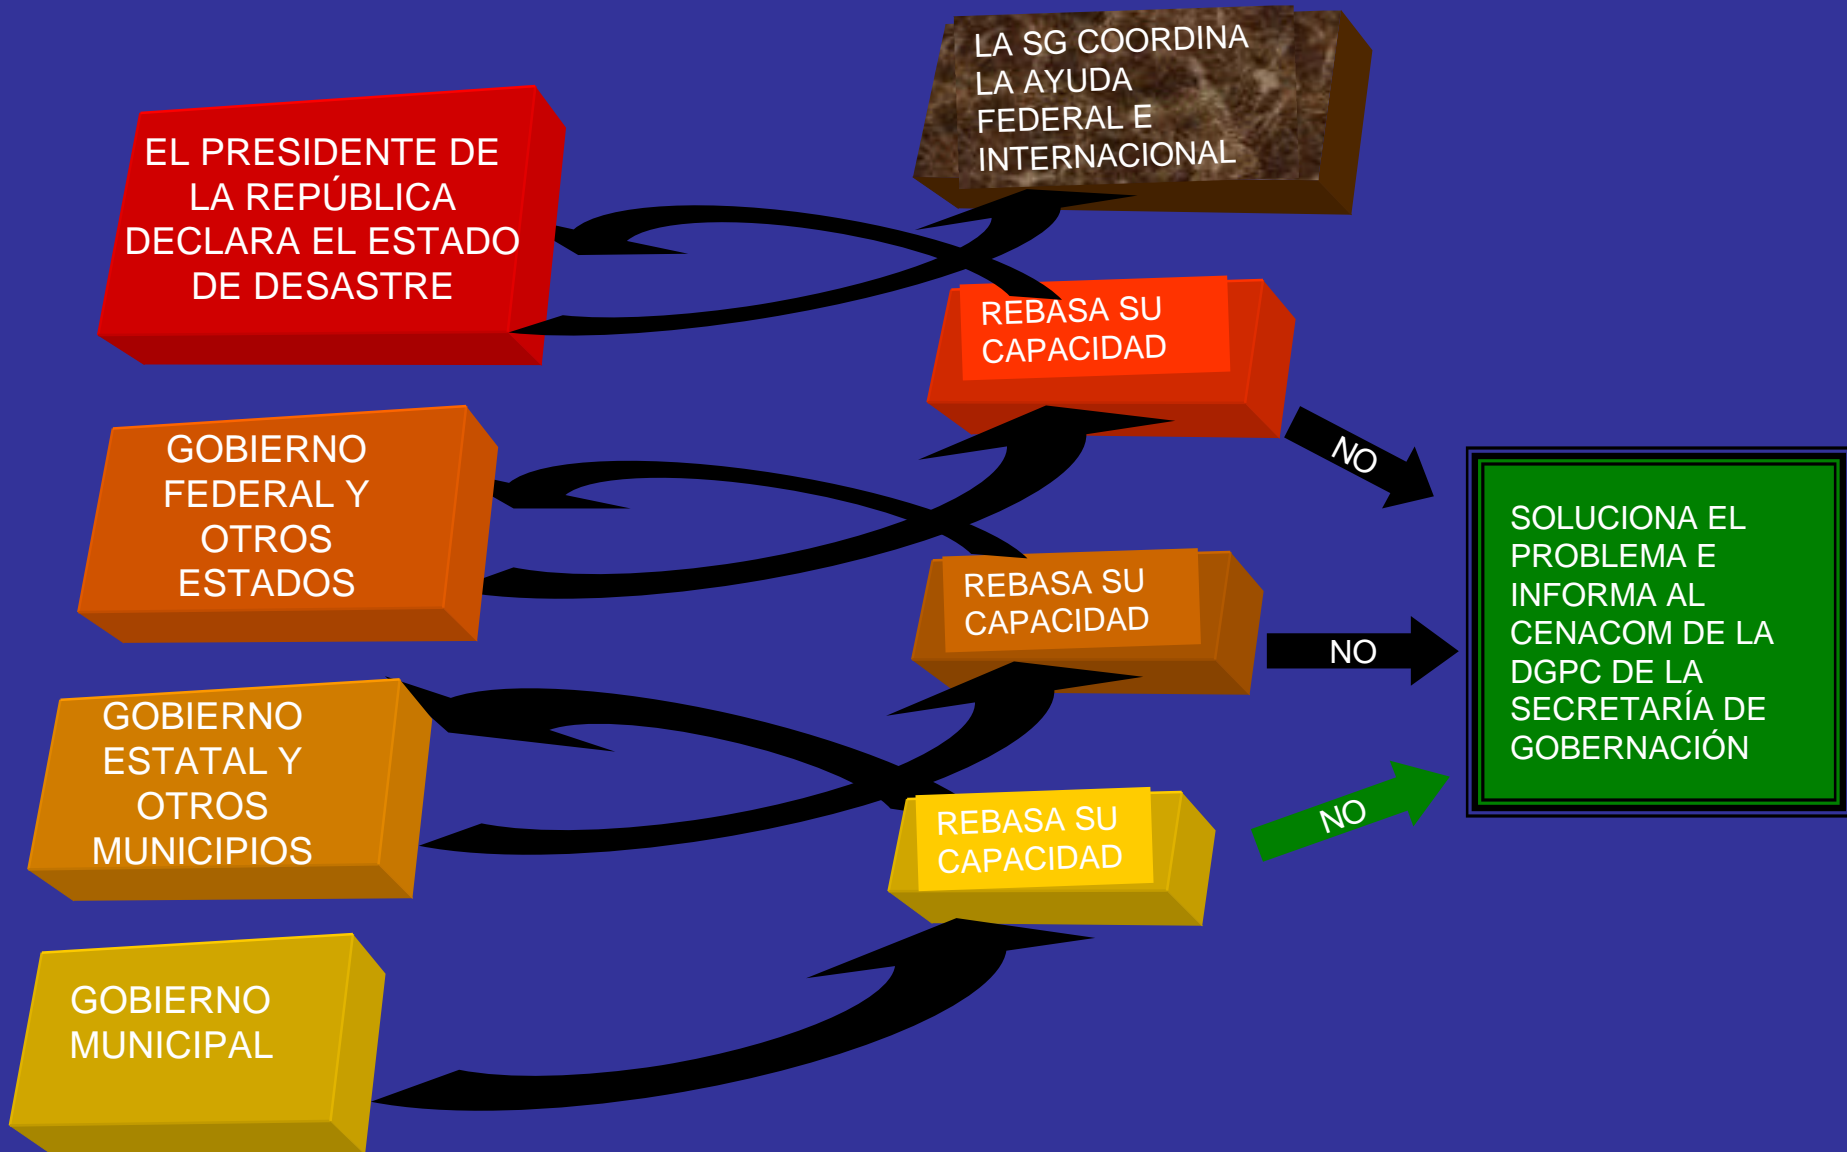 LA SG COORDINA
LA AYUDA
FEDERAL E
INTERNACIONAL
EL PRESIDENTE DE
LA REPÚBLICA
DECLARA EL ESTADO
DE DESASTRE
REBASA SU
CAPACIDAD
NO
GOBIERNO
FEDERAL Y
OTROS
ESTADOS
REBASA SU
CAPACIDAD
NO
SOLUCIONA EL
PROBLEMA E
INFORMA AL
CENACOM DE LA
DGPC DE LA
SECRETARÍA DE
GOBERNACIÓN
GOBIERNO
ESTATAL Y
OTROS
MUNICIPIOS
REBASA SU
CAPACIDAD
NO
GOBIERNO
MUNICIPAL